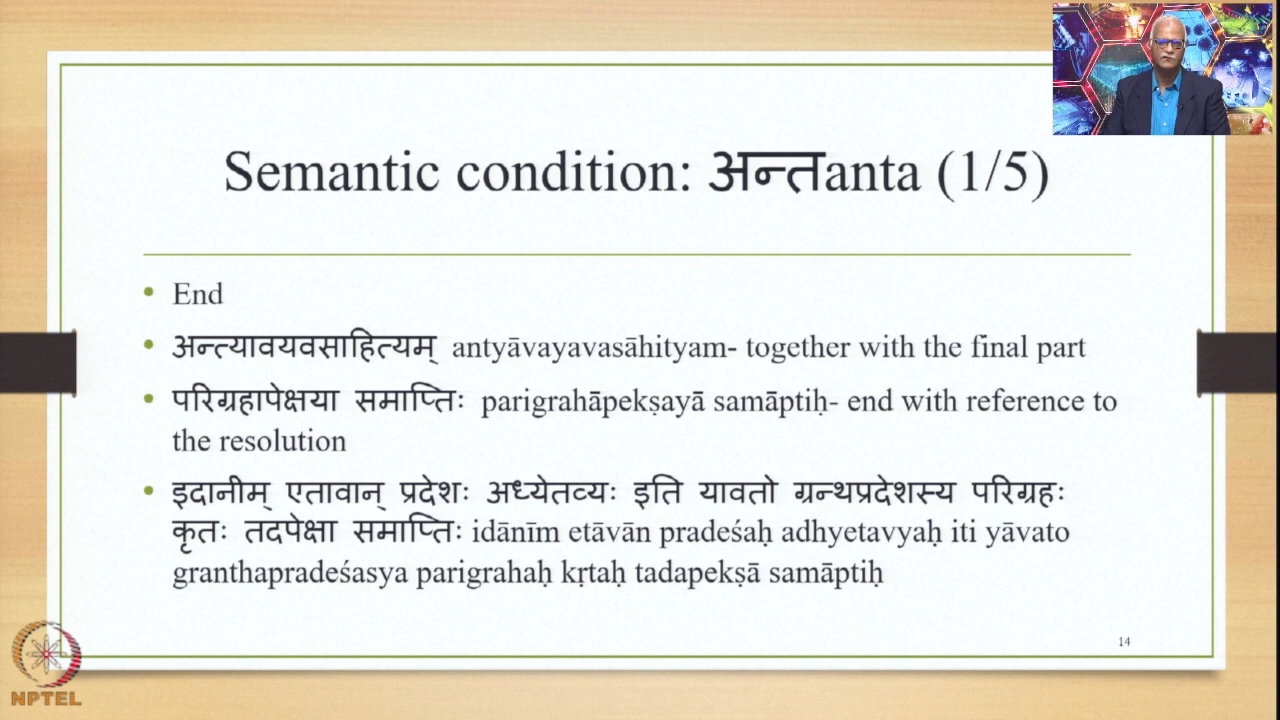 Semantic condition: अन्तanta (1/5)
• End
• अन्त्यावयवसाहित्यम् antyāvayavasāhityam- together with the final part
• परिग्रहापेक्षया समाप्तिः parigrahāpekṣayā samāptiḥ- end with reference to
the resolution
• इदानीम् एतावान् प्रदेशः अध्येतव्यः इति यावतो ग्रन्थप्रदेशस्य परिग्रहः
कृतः तदपेक्षा समाप्तिः idānīm etāvān pradeśaḥ adhyetavyaḥ iti yāvato
granthapradeśasya parigrahaḥ kṛtaḥ tadapekṣā samāptiḥ
14
NPTEL